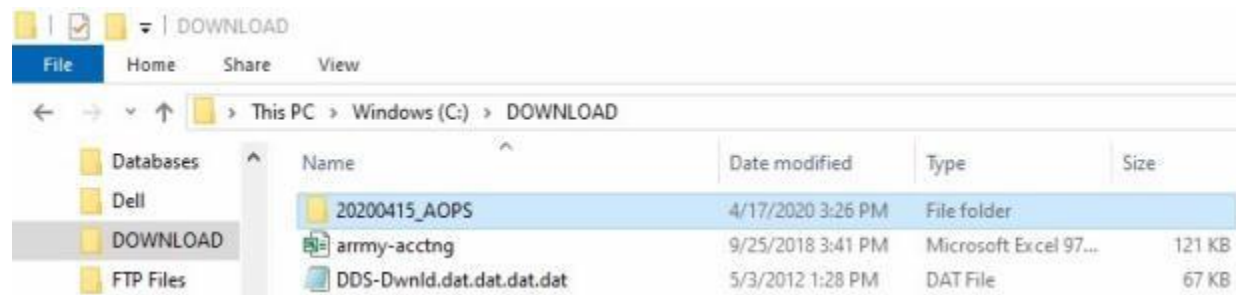 DOWNLOAD
File Home Share View
This PC > Windows (C:) > DOWNLOAD
Databases Name Date modified Type Size
Dell 20200415_AOPS 4/17/2020 3:26 PM File folder
DOWNLOAD arrmy-acctng 9/25/2018 3:41 PM Microsoft Excel 97... 121 KB
FTP Files DDS-Dwnld.dat.dat.dat.dat 5/3/2012 1:28 PM DAT File 67 KB